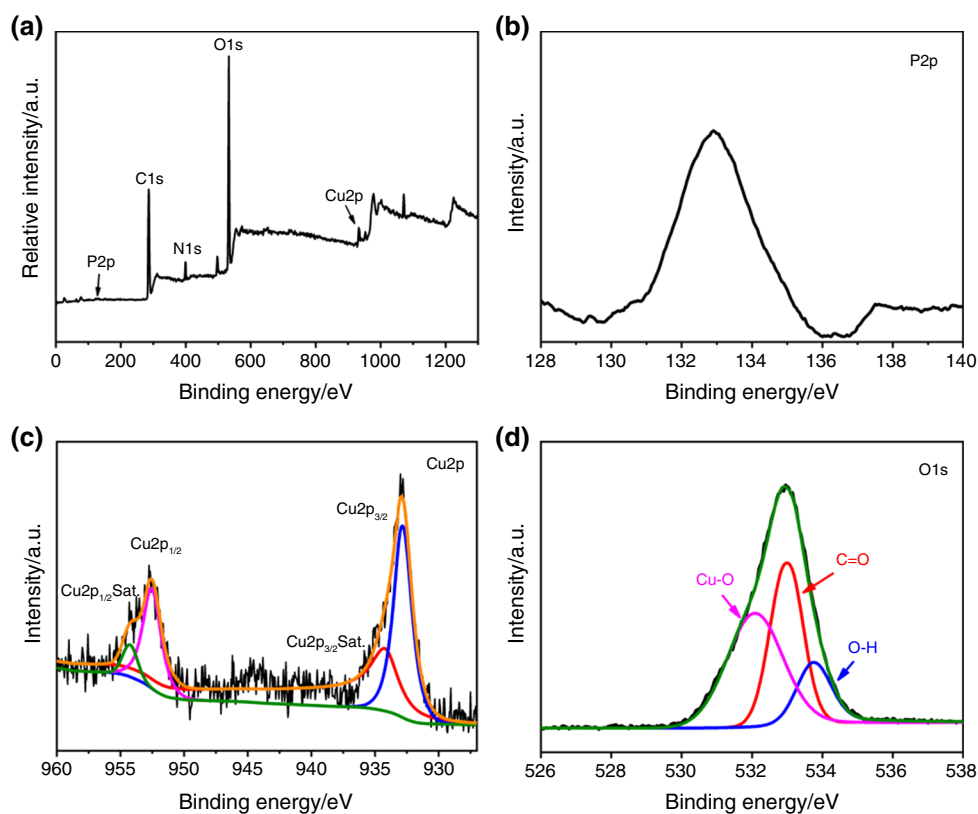 (a)
O1s
C1s
Cu2p
N1s
P2p
Relative intensity/a.u.
0 200 400 600 800 1000 1200
Binding energy/eV
(b)
P2p
Intensity/a.u.
128 130 132 134 136 138 140
Binding energy/eV
(c)
Cu2p
Cu2p3/2
Cu2p1/2
Cu2p1/2Sat.
Cu2p3/2Sat.
Intensity/a.u.
960 955 950 945 940 935 930
Binding energy/eV
(d)
O1s
C=O
Cu-O
O-H
Intensity/a.u.
526 528 530 532 534 536 538
Binding energy/eV